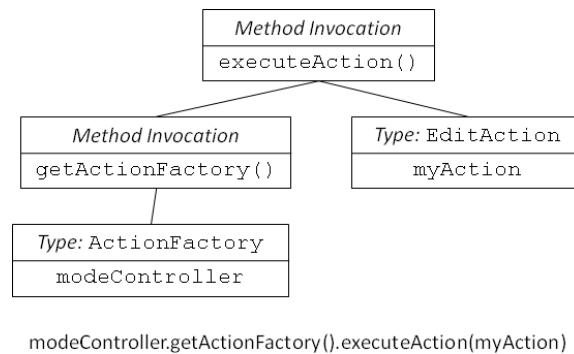 Method Invocation
executeAction()
Method Invocation
Type: EditAction
getActionFactory()
myAction
Type: ActionFactory
modeController
modeController.getActionFactory().executeAction(myAction)